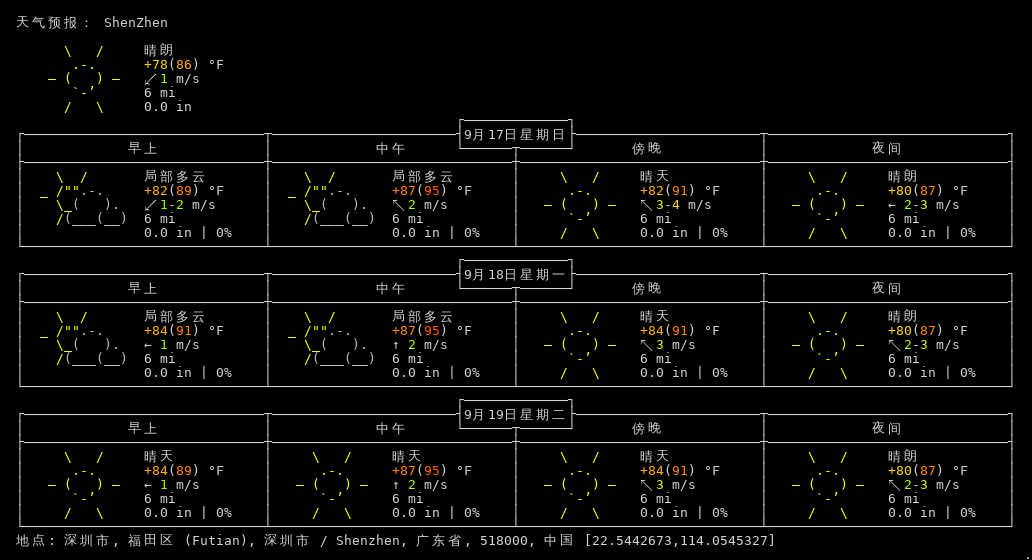 天气预报: ShenZhen
晴朗
+78(86) °F
↙ 1 m/s
6 mi
0.0 in
9月17日星期日
早上 中午 傍晚 夜间
局部多云 局部多云 晴天 晴朗
+82(89) °F +87(95) °F +82(91) °F +80(87) °F
↙ 1-2 m/s ↖ 2 m/s ↖ 3-4 m/s ← 2-3 m/s
6 mi 6 mi 6 mi 6 mi
0.0 in | 0% 0.0 in | 0% 0.0 in | 0% 0.0 in | 0%
9月18日星期一
早上 中午 傍晚 夜间
局部多云 局部多云 晴天 晴朗
+84(91) °F +87(95) °F +84(91) °F +80(87) °F
← 1 m/s ↑ 2 m/s ↖ 3 m/s ↖ 2-3 m/s
6 mi 6 mi 6 mi 6 mi
0.0 in | 0% 0.0 in | 0% 0.0 in | 0% 0.0 in | 0%
9月19日星期二
早上 中午 傍晚 夜间
晴天 晴天 晴天 晴朗
+84(89) °F +87(95) °F +84(91) °F +80(87) °F
← 1 m/s ↑ 2 m/s ↖ 3 m/s ↖ 2-3 m/s
6 mi 6 mi 6 mi 6 mi
0.0 in | 0% 0.0 in | 0% 0.0 in | 0% 0.0 in | 0%
地点: 深圳市, 福田区 (Futian), 深圳市 / Shenzhen, 广东省, 518000, 中国 [22.5442673,114.0545327]